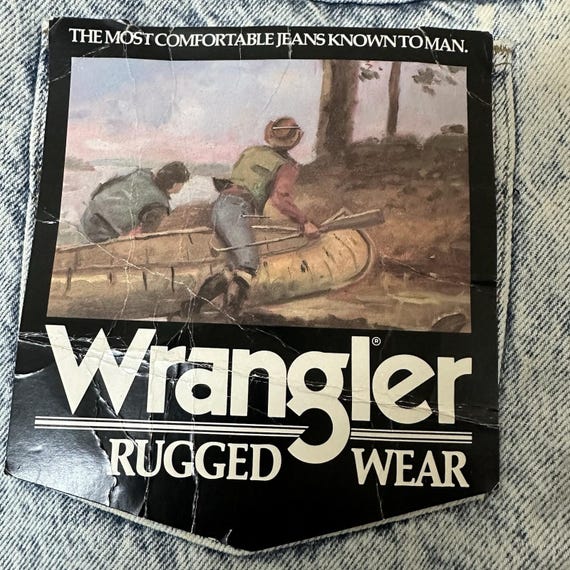 THE MOST COMFORTABLE JEANS KNOWN TO MAN.
Wrangler®
RUGGED WEAR